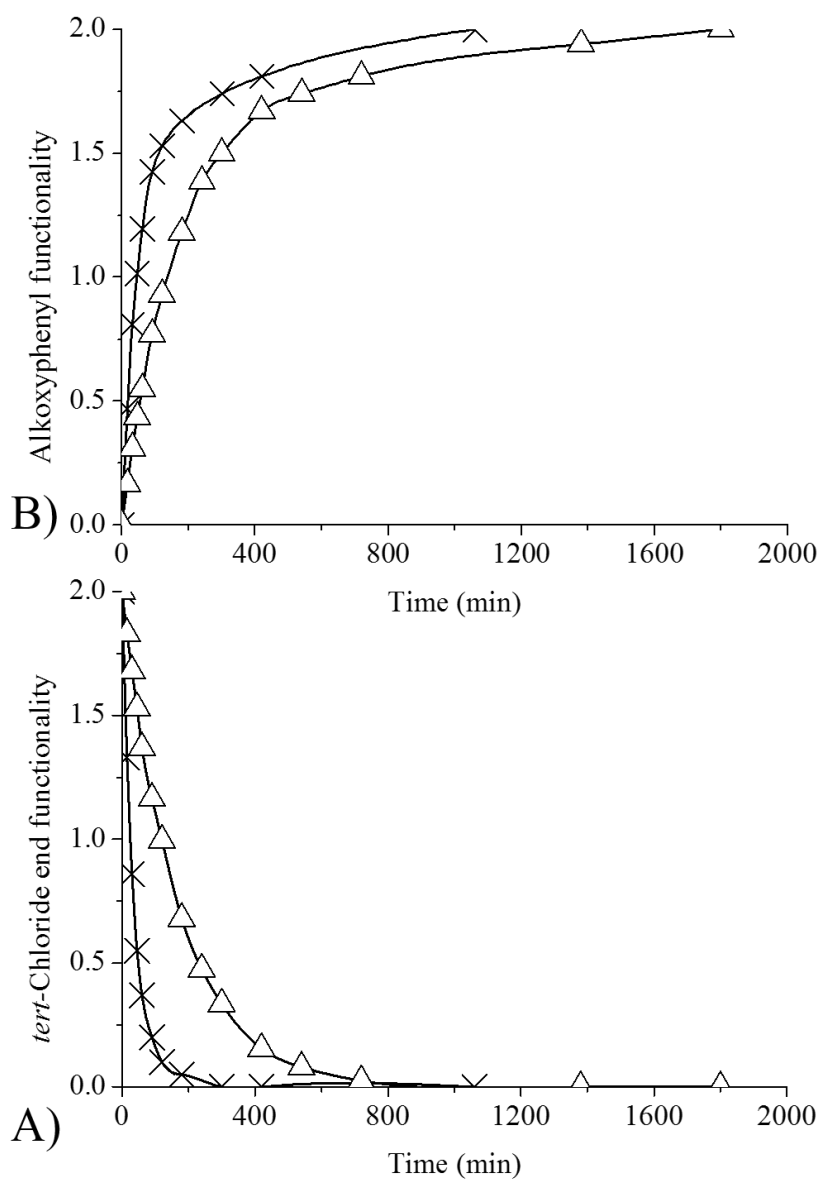 2.0
1.5
1.0
0.5
0.0
Alkoxyphenyl functionality
B)
0 400 800 1200 1600 2000
Time (min)
2.0
1.5
1.0
0.5
0.0
tert-Chloride end functionality
A)
0 400 800 1200 1600 2000
Time (min)